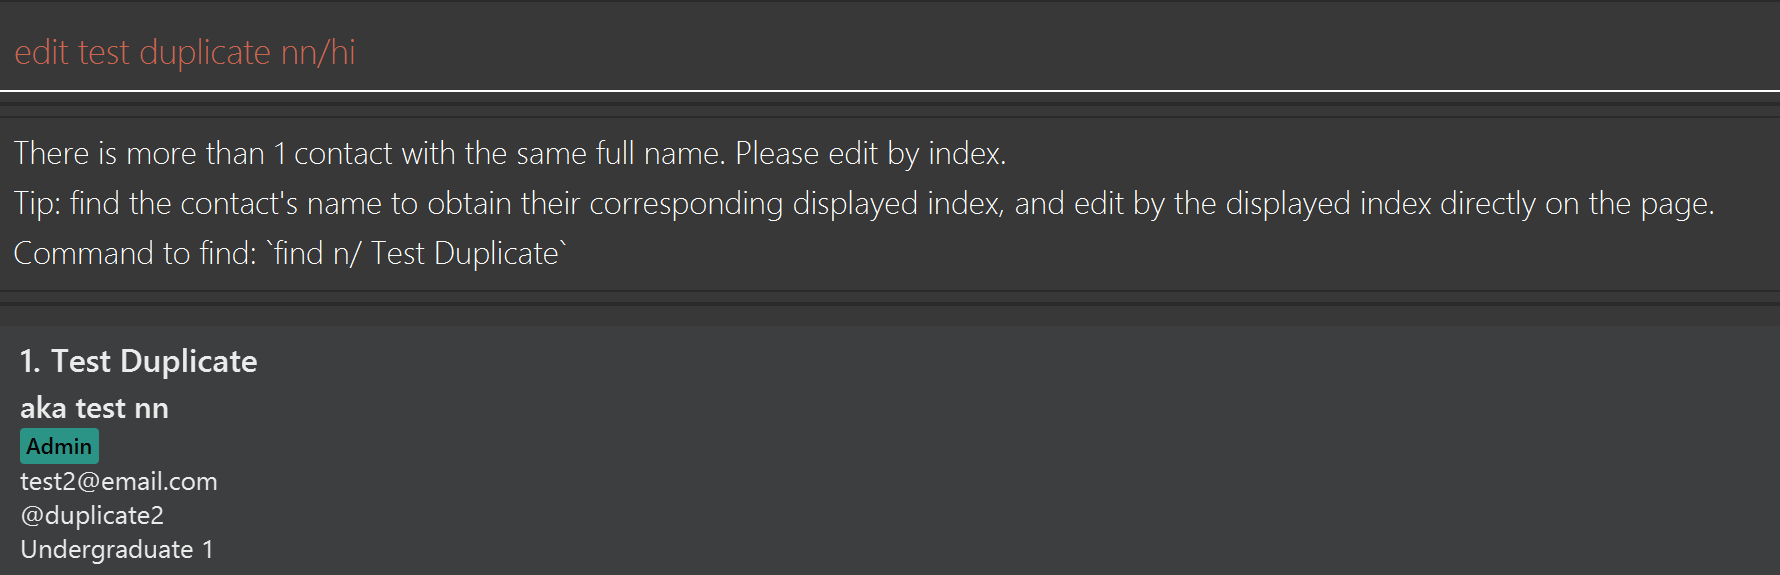 edit test duplicate nn/hi
There is more than 1 contact with the same full name. Please edit by index.
Tip: find the contact's name to obtain their corresponding displayed index, and edit by the displayed index directly on the page.
Command to find: `find n/ Test Duplicate`
1. Test Duplicate
aka test nn
Admin
test2@email.com
@duplicate2
Undergraduate 1